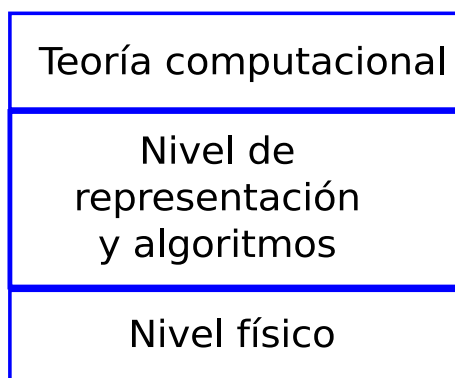 Teoría computacional
Nivel de
representación
y algoritmos
Nivel físico